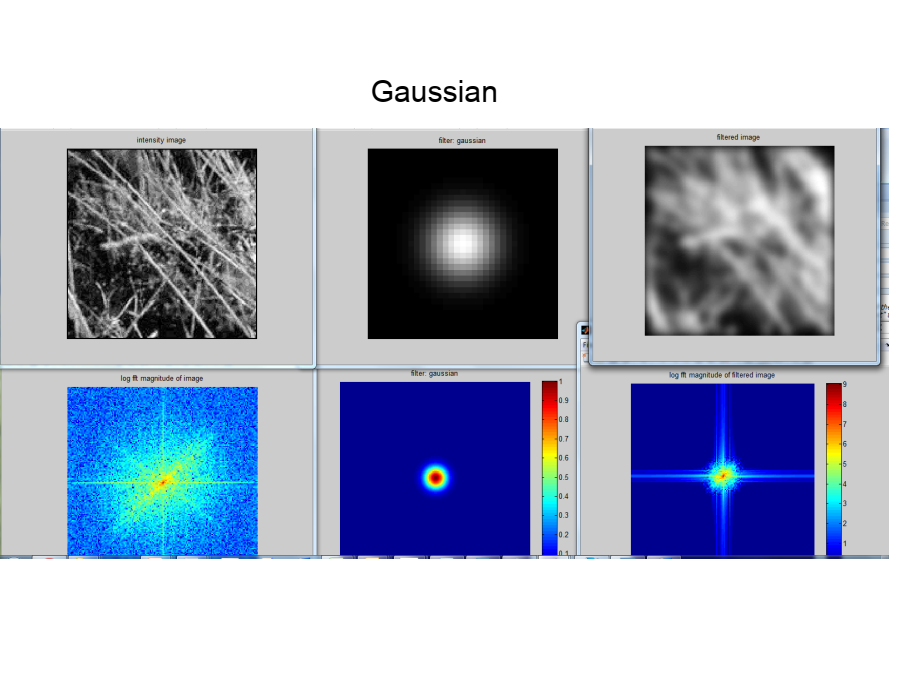 Gaussian
intensity image
filter: gaussian
filtered image
log fft magnitude of image
filter: gaussian
1
0.9
0.8
0.7
0.6
0.5
0.4
0.3
0.2
0.1
log fft magnitude of filtered image
9
8
7
6
5
4
3
2
1